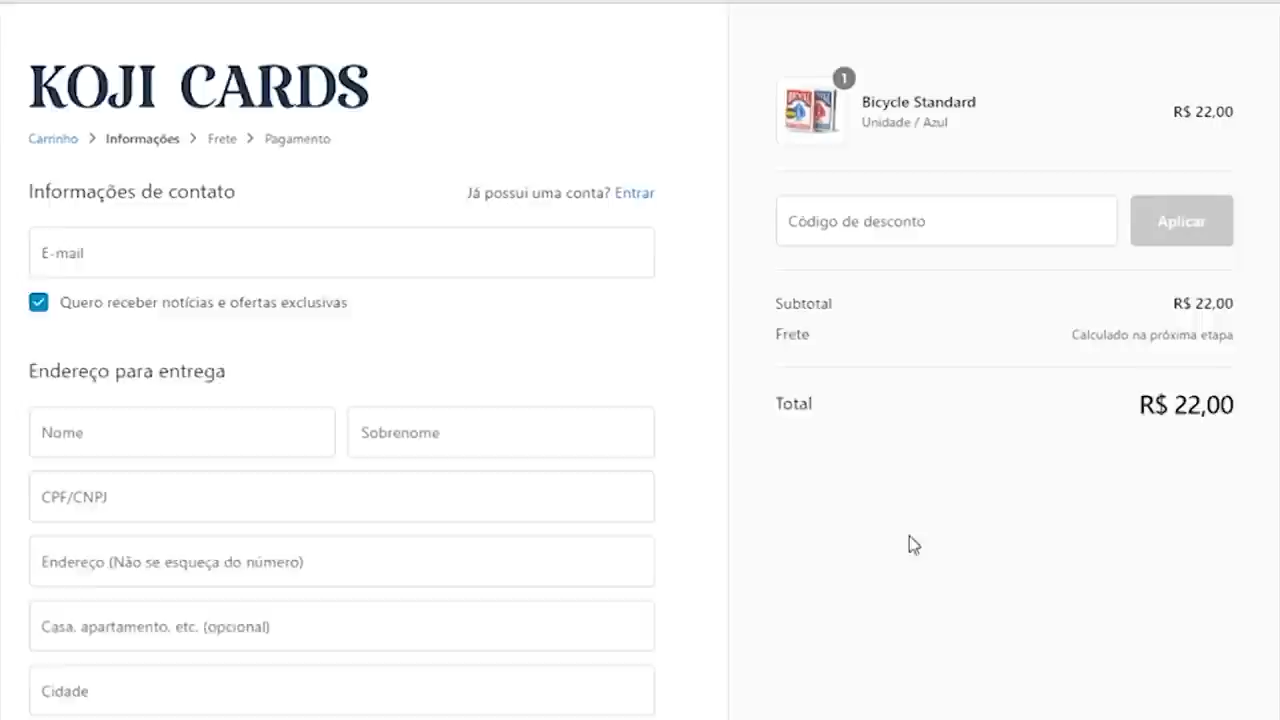 KOJI CARDS
Carrinho > Informações > Frete > Pagamento
Informações de contato
Já possui uma conta? Entrar
E-mail
Quero receber notícias e ofertas exclusivas
Endereço para entrega
Nome
Sobrenome
CPF/CNPJ
Endereço (Não se esqueça do número)
Casa, apartamento, etc. (opcional)
Cidade
1
Bicycle Standard
Unidade / Azul
R$ 22,00
Código de desconto
Aplicar
Subtotal
R$ 22,00
Frete
Calculado na próxima etapa
Total
R$ 22,00